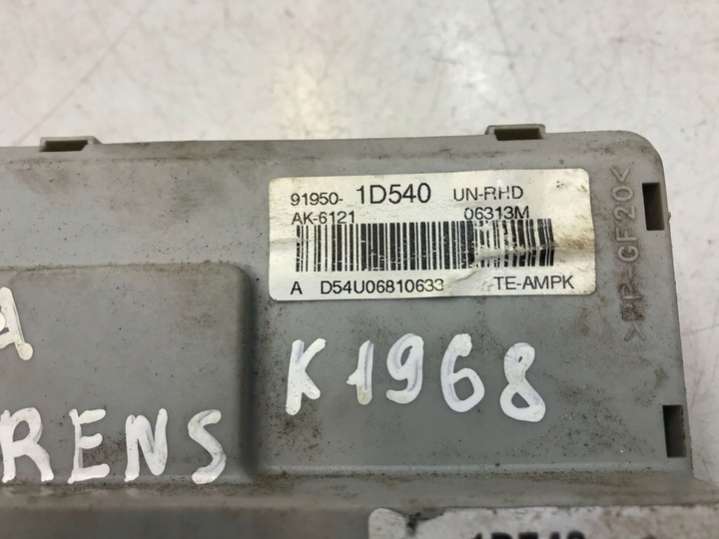 91950- 1D540 UN-RHD
AK-6121 06313M
A D54U06810633 TE-AMPK
>PP-GF20<
K1968
A
RENS